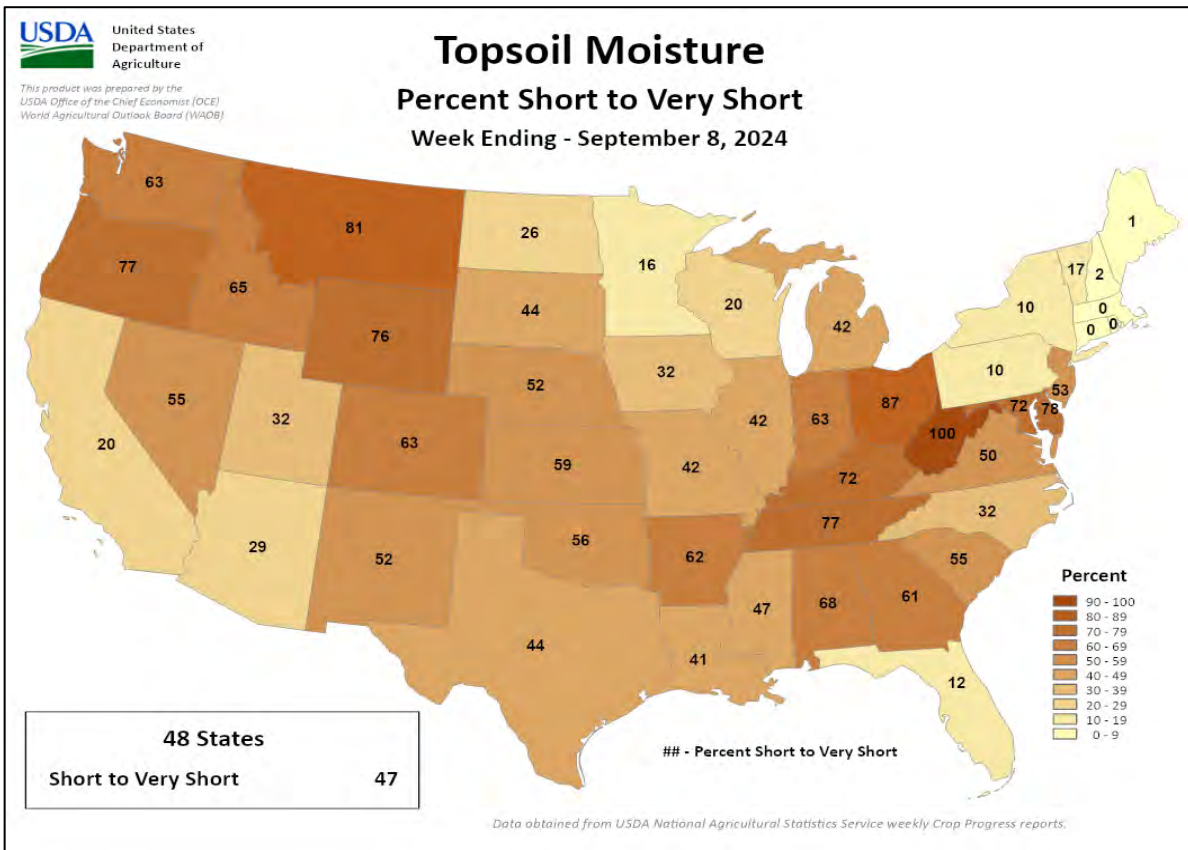 USDA
United States
Department of
Agriculture
This product was prepared by the
USDA Office of the Chief Economist (OCE)
World Agricultural Outlook Board (WAOB)
Topsoil Moisture
Percent Short to Very Short
Week Ending - September 8, 2024
63
81
26
16
1
77
65
44
20
42
10
17
2
0
0
0
76
52
32
10
53
55
32
63
42
63
87
72
78
20
59
42
100
50
72
29
52
56
62
77
32
44
47
68
61
55
41
12
Percent
90 - 100
80 - 89
70 - 79
60 - 69
50 - 59
40 - 49
30 - 39
20 - 29
10 - 19
0 - 9
48 States
Short to Very Short 47
## - Percent Short to Very Short
Data obtained from USDA National Agricultural Statistics Service weekly Crop Progress reports.